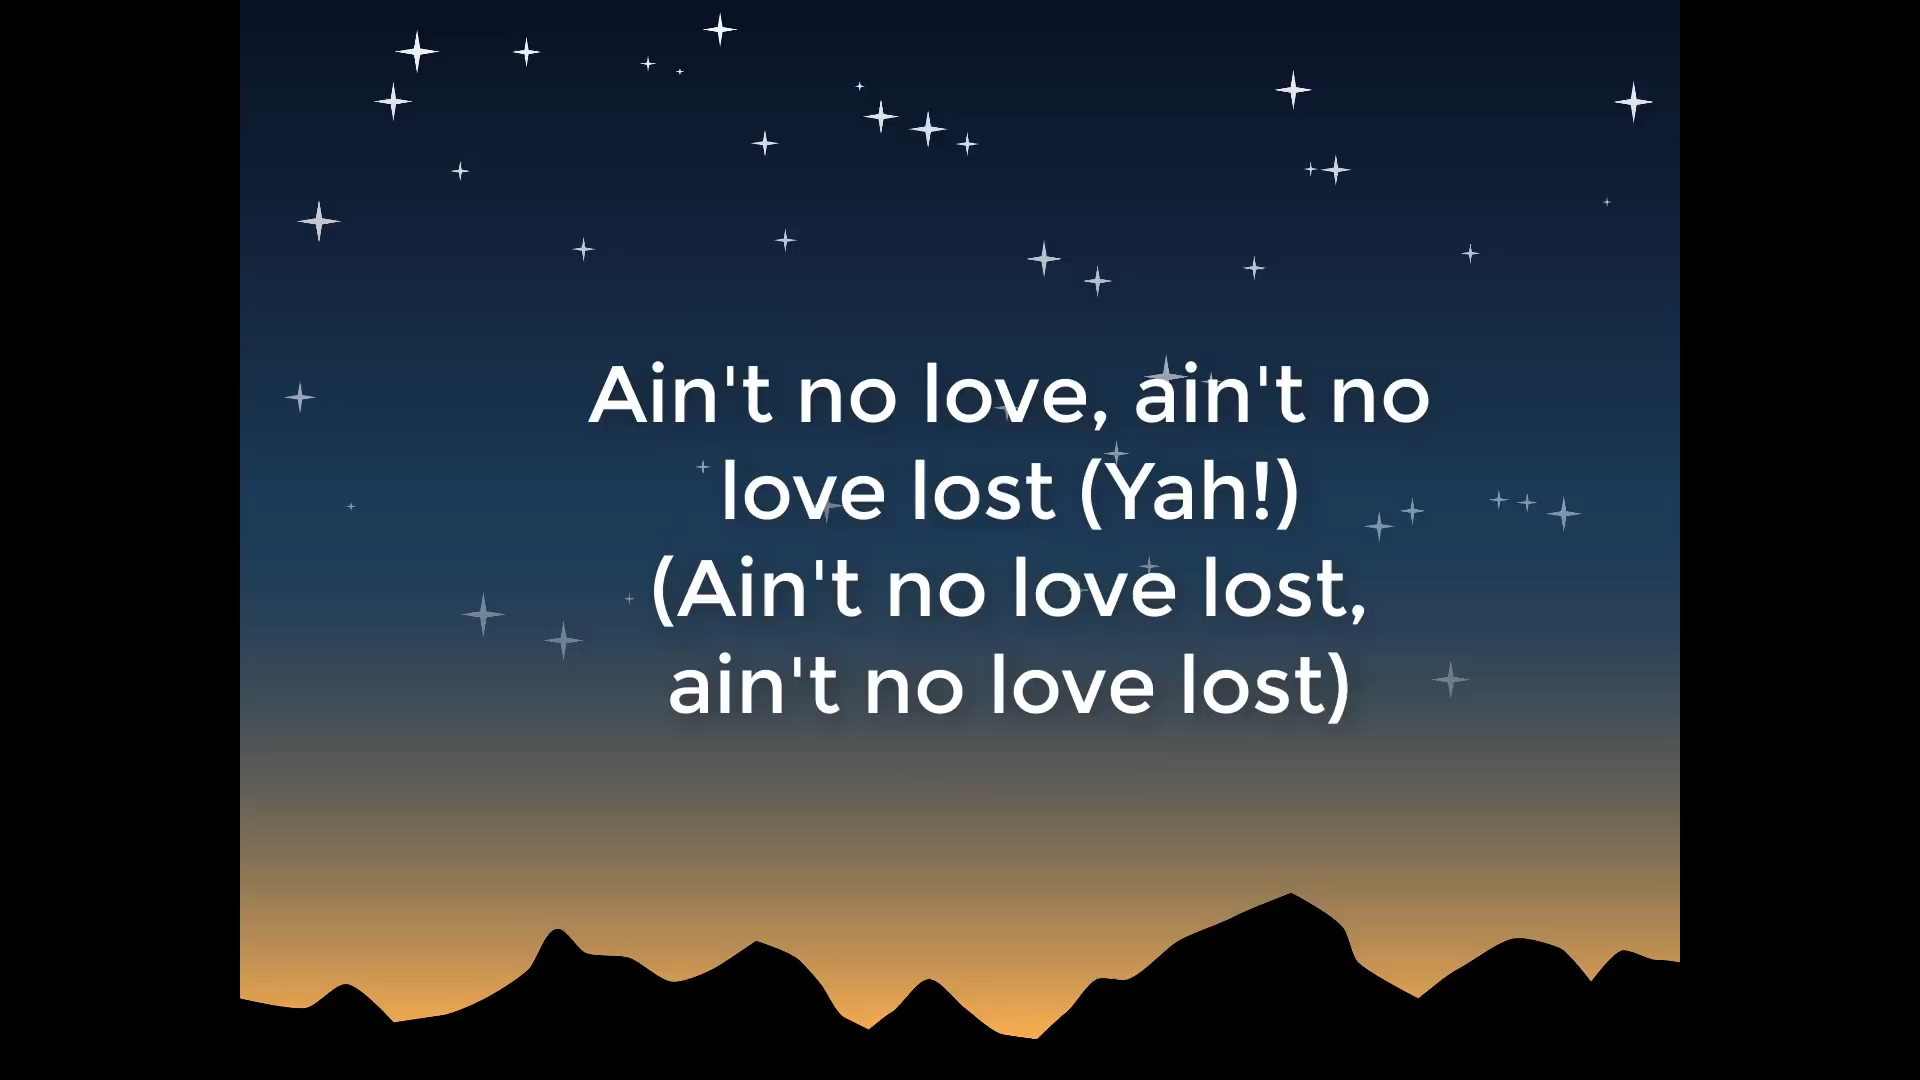 Ain't no love, ain't no
love lost (Yah!)
(Ain't no love lost,
ain't no love lost)